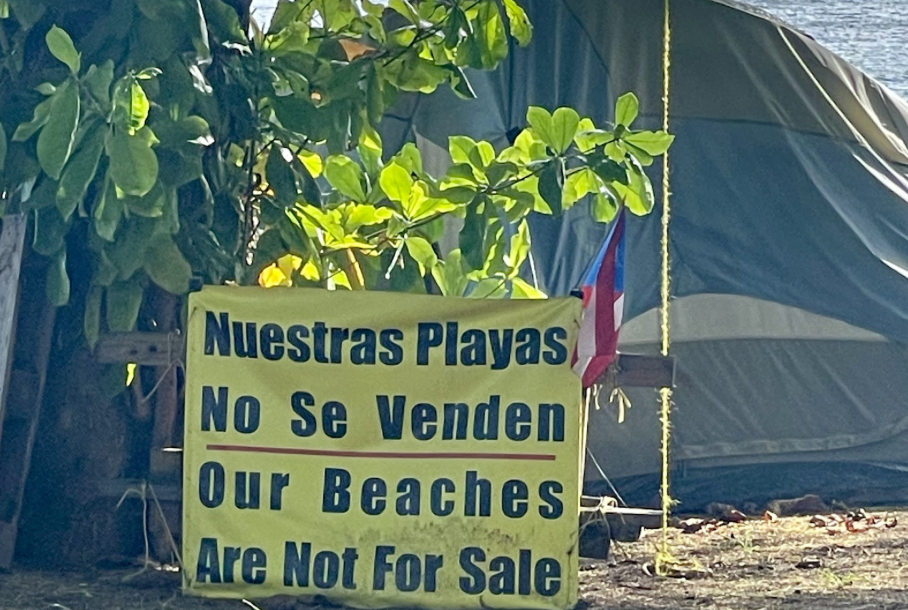 Nuestras Playas
No Se Venden
Our Beaches
Are Not For Sale